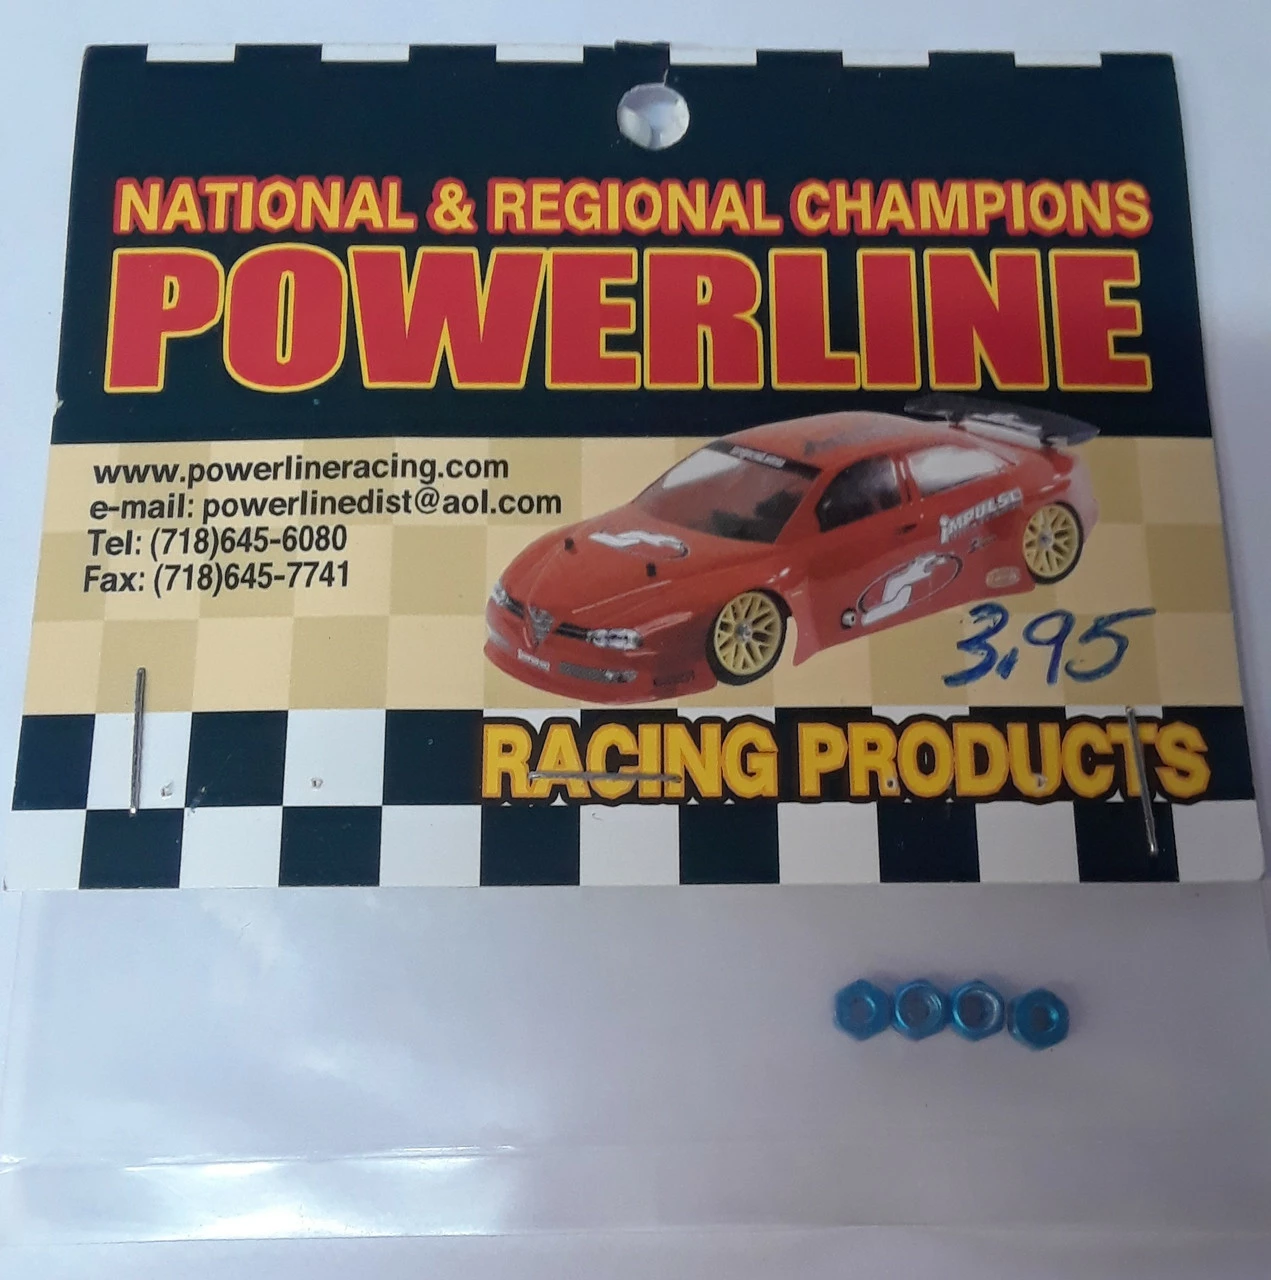 NATIONAL & REGIONAL CHAMPIONS
POWERLINE
www.powerlineracing.com
e-mail: powerlinedist@aol.com
Tel: (718)645-6080
Fax: (718)645-7741
iMPULSE
3.95
RACING PRODUCTS